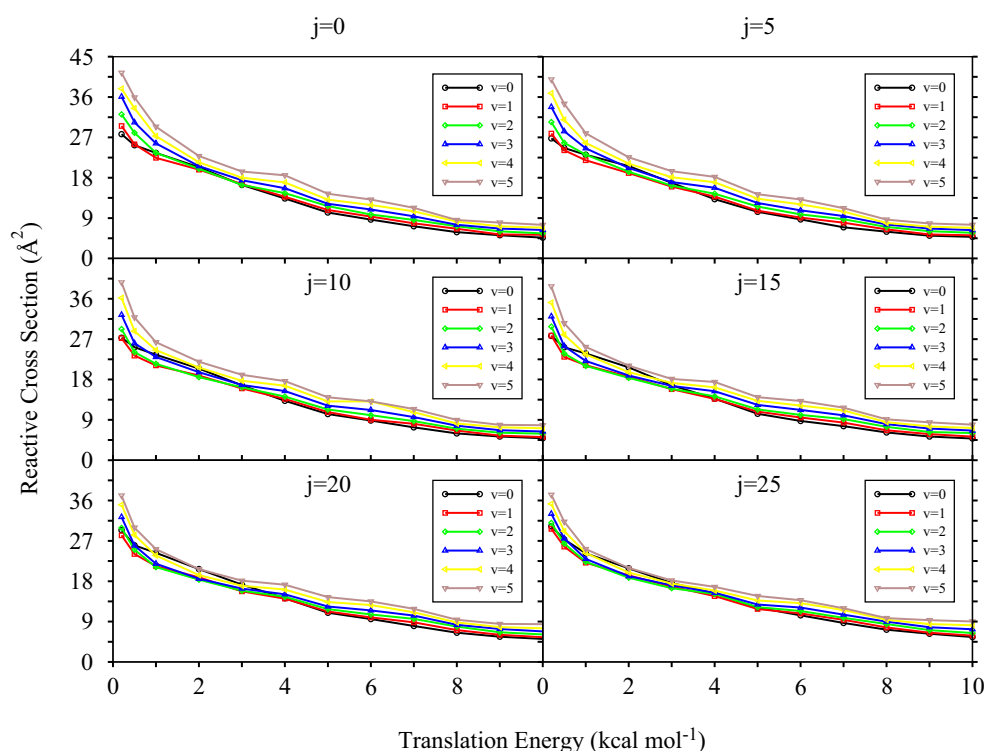 j=0 j=5
45
36
27
18
9
0
v=0
v=1
v=2
v=3
v=4
v=5
v=0
v=1
v=2
v=3
v=4
v=5
j=10 j=15
36
27
18
9
0
v=0
v=1
v=2
v=3
v=4
v=5
v=0
v=1
v=2
v=3
v=4
v=5
j=20 j=25
36
27
18
9
0
v=0
v=1
v=2
v=3
v=4
v=5
v=0
v=1
v=2
v=3
v=4
v=5
0 2 4 6 8 0 2 4 6 8 10
Reactive Cross Section (Å²)
Translation Energy (kcal mol⁻¹)